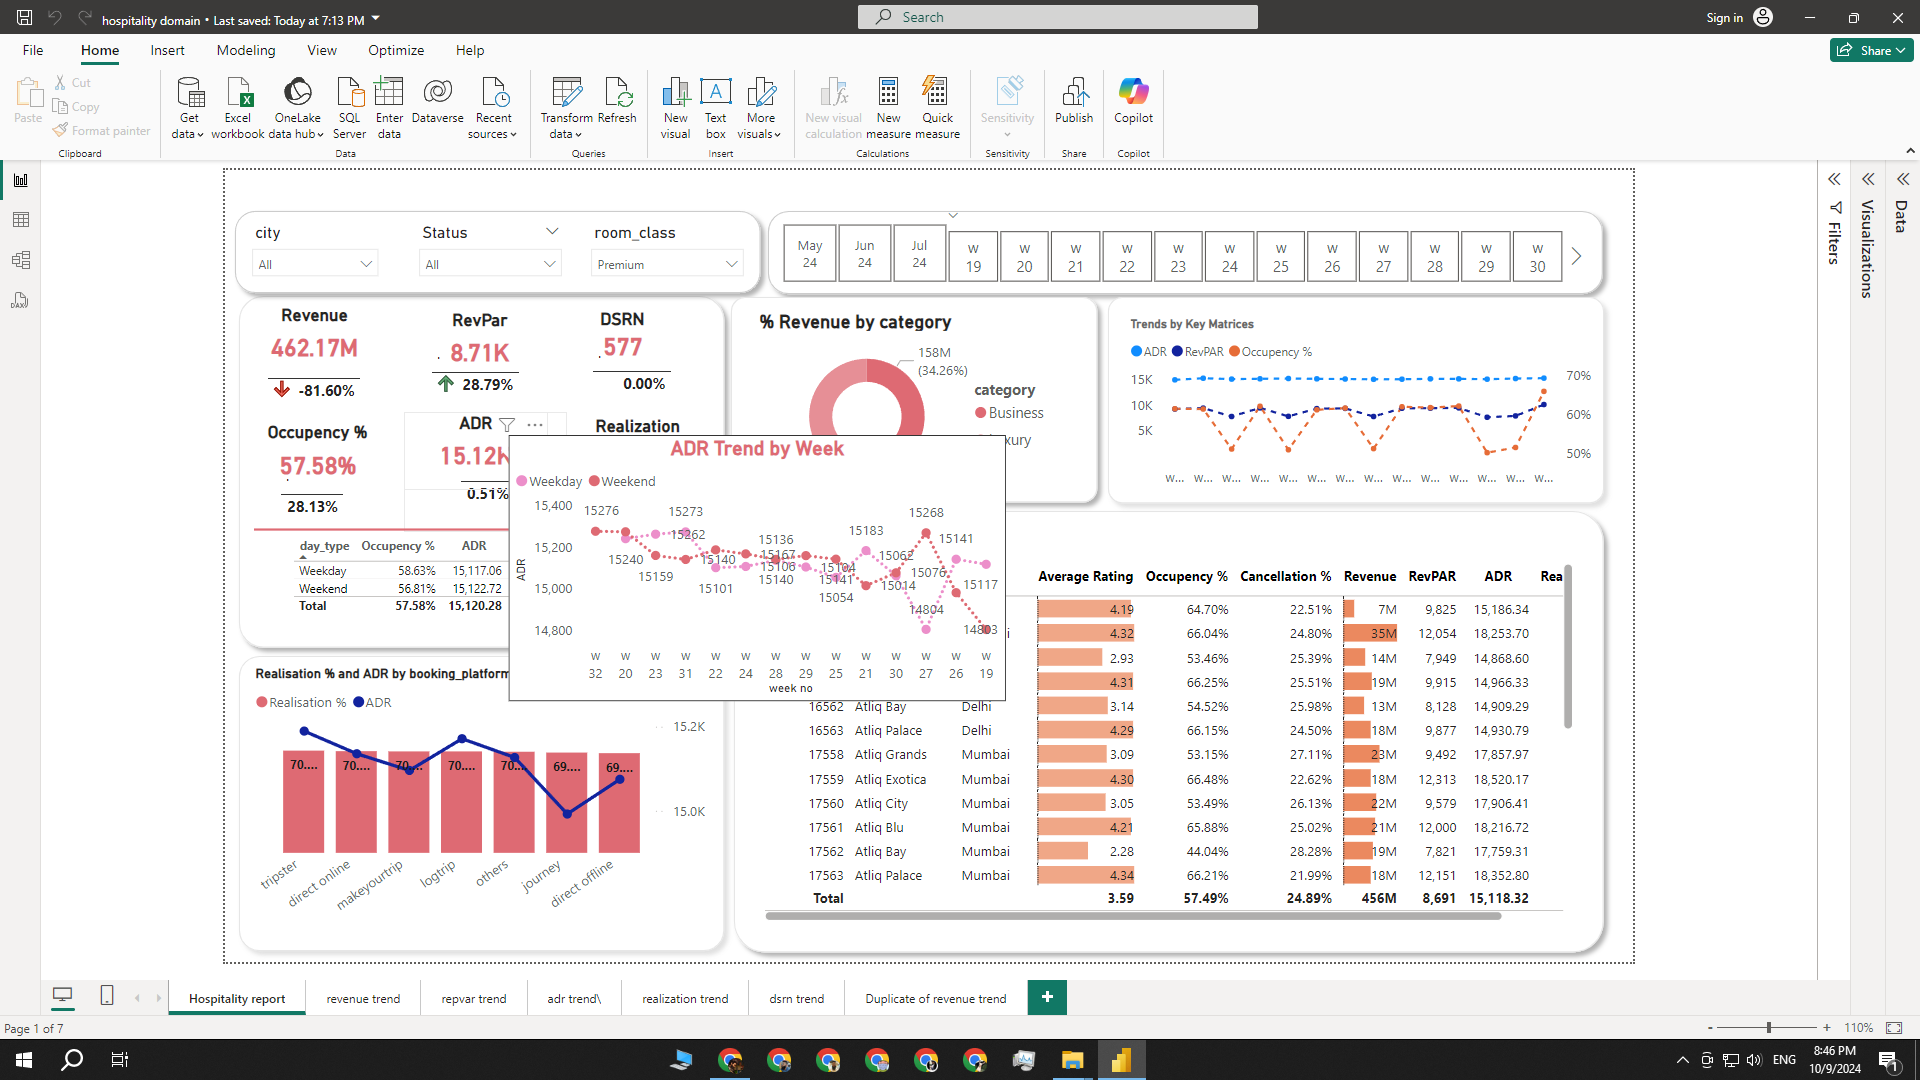 hospitality domain • Last saved: Today at 7:13 PM
Search
Sign in
File
Home
Insert
Modeling
View
Optimize
Help
Share
Paste
Cut
Copy
Format painter
Clipboard
Get data
Excel workbook
OneLake data hub
SQL Server
Enter data
Dataverse
Recent sources
Data
Transform data
Refresh
Queries
New visual
Text box
More visuals
Insert
New visual calculation
New measure
Quick measure
Calculations
Sensitivity
Sensitivity
Publish
Share
Copilot
Copilot
city
All
Status
All
room_class
Premium
May 24
Jun 24
Jul 24
W 19
W 20
W 21
W 22
W 23
W 24
W 25
W 26
W 27
W 28
W 29
W 30
Filters
Visualizations
Data
Revenue
462.17M
-81.60%
RevPar
8.71K
28.79%
DSRN
577
0.00%
Occupency %
57.58%
28.13%
ADR
15.12K
0.51%
Realization
day_type Occupency % ADR
Weekday 58.63% 15,117.06
Weekend 56.81% 15,122.72
Total 57.58% 15,120.28
% Revenue by category
158M
(34.26%)
category
Business
xury
Trends by Key Matrices
ADR RevPAR Occupency %
15K
10K
5K
70%
60%
50%
W... W... W... W... W... W... W... W... W... W... W... W... W... W...
ADR Trend by Week
Weekday Weekend
ADR
15,400
15,200
15,000
14,800
15276
15273
15268
15262
15240
15159
15140
15101
15136
15167
15106
15140
15104
15141
15054
15183
15062
15014
15076
14804
15141
15117
14803
W 32
W 20
W 23
W 31
W 22
W 24
W 28
W 29
W 25
W 21
W 30
W 27
W 26
W 19
week no
Realisation % and ADR by booking_platform
Realisation % ADR
70.... 70.... 70.... 70.... 70.... 69.... 69....
15.2K
15.0K
tripster
direct online
makeyourtrip
logtrip
others
journey
direct offline
Average Rating Occupency % Cancellation % Revenue RevPAR ADR Rea
4.19 64.70% 22.51% 7M 9,825 15,186.34
i 4.32 66.04% 24.80% 35M 12,054 18,253.70
2.93 53.46% 25.39% 14M 7,949 14,868.60
4.31 66.25% 25.51% 19M 9,915 14,966.33
16562 Atliq Bay Delhi 3.14 54.52% 25.98% 13M 8,128 14,909.29
16563 Atliq Palace Delhi 4.29 66.15% 24.50% 18M 9,877 14,930.79
17558 Atliq Grands Mumbai 3.09 53.15% 27.11% 23M 9,492 17,857.97
17559 Atliq Exotica Mumbai 4.30 66.48% 22.62% 18M 12,313 18,520.17
17560 Atliq City Mumbai 3.05 53.49% 26.13% 22M 9,579 17,906.41
17561 Atliq Blu Mumbai 4.21 65.88% 25.02% 21M 12,000 18,216.72
17562 Atliq Bay Mumbai 2.28 44.04% 28.28% 19M 7,821 17,759.31
17563 Atliq Palace Mumbai 4.34 66.21% 21.99% 18M 12,151 18,352.80
Total 3.59 57.49% 24.89% 456M 8,691 15,118.32
Hospitality report
revenue trend
repvar trend
adr trend\
realization trend
dsrn trend
Duplicate of revenue trend
Page 1 of 7
- + 110%
ENG
8:46 PM
10/9/2024
1